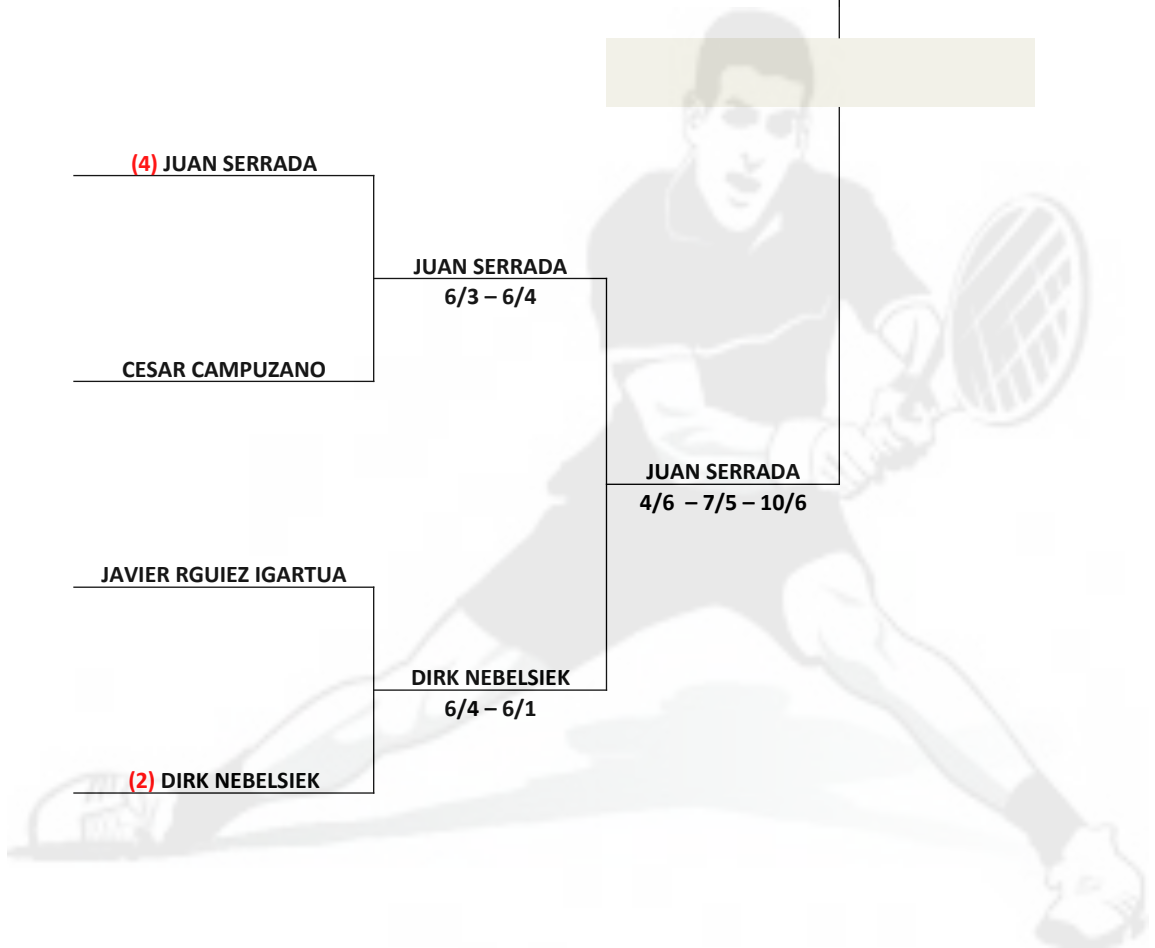 (4) JUAN SERRADA
JUAN SERRADA
6/3 – 6/4
CESAR CAMPUZANO
JUAN SERRADA
4/6 – 7/5 – 10/6
JAVIER RGUIEZ IGARTUA
DIRK NEBELSIEK
6/4 – 6/1
(2) DIRK NEBELSIEK